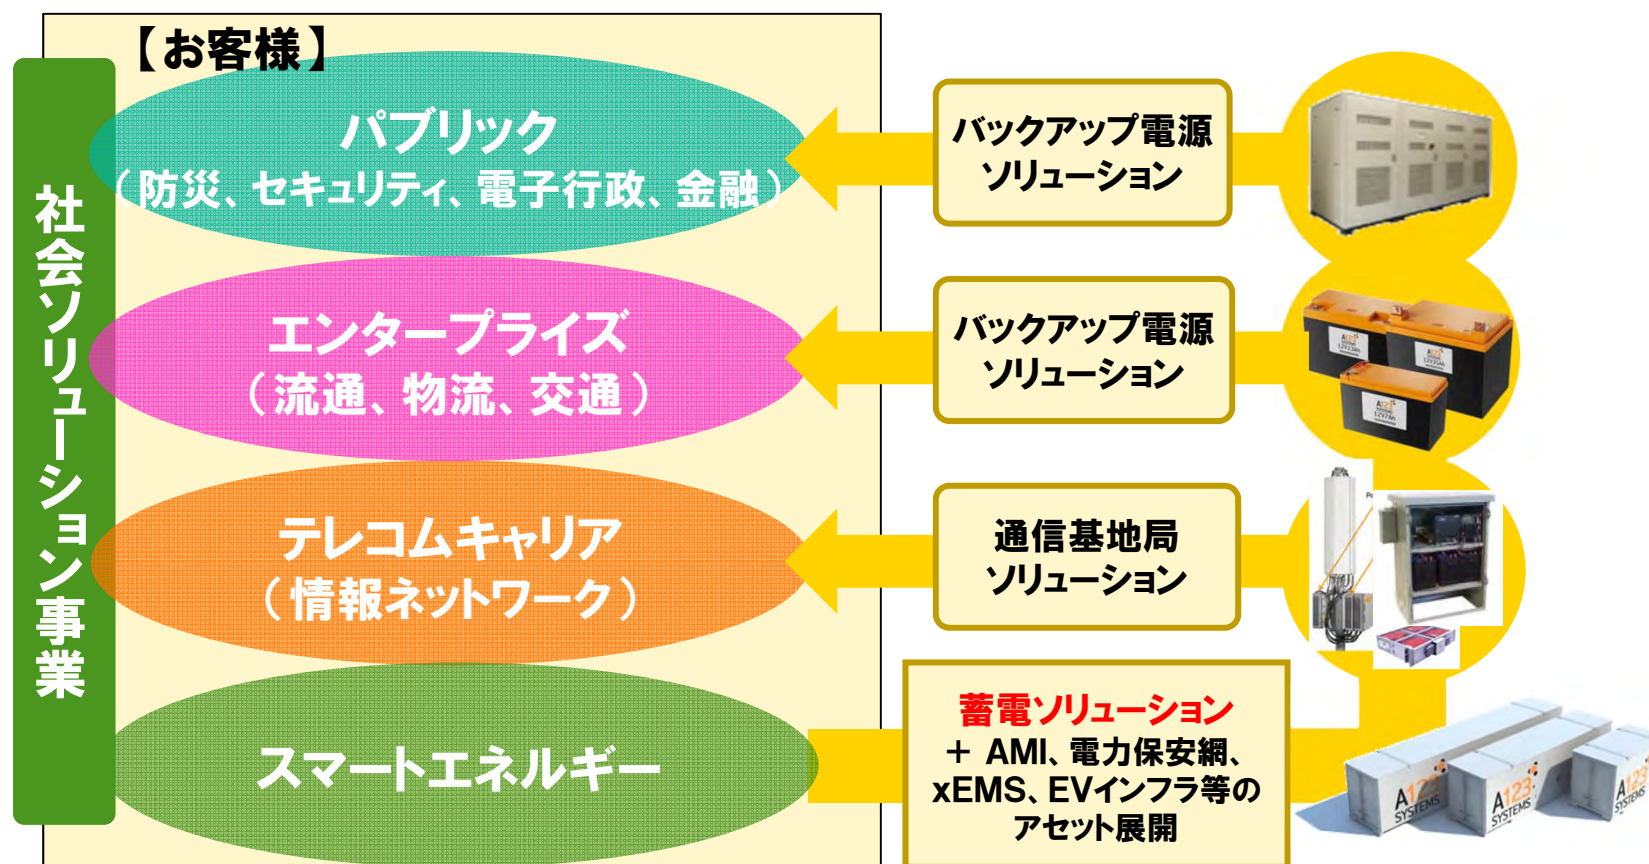 【お客様】
社会ソリューション事業
パブリック
（防災、セキュリティ、電子行政、金融）
バックアップ電源
ソリューション
エンタープライズ
（流通、物流、交通）
バックアップ電源
ソリューション
A123
SYSTEMS
A123
SYSTEMS
A123
SYSTEMS
12V7Ah
テレコムキャリア
（情報ネットワーク）
通信基地局
ソリューション
スマートエネルギー
蓄電ソリューション
＋ AMI、電力保安網、
xEMS、EVインフラ等の
アセット展開
A123
SYSTEMS
A123
SYSTEMS
A123
SYSTEMS